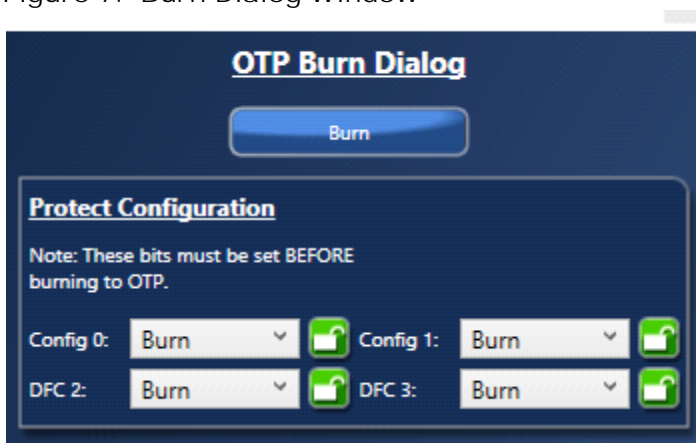 Figure 7. Burn Dialog Window
OTP Burn Dialog
Burn
Protect Configuration
Note: These bits must be set BEFORE
burning to OTP.
Config 0: Burn Config 1: Burn
DFC 2: Burn DFC 3: Burn